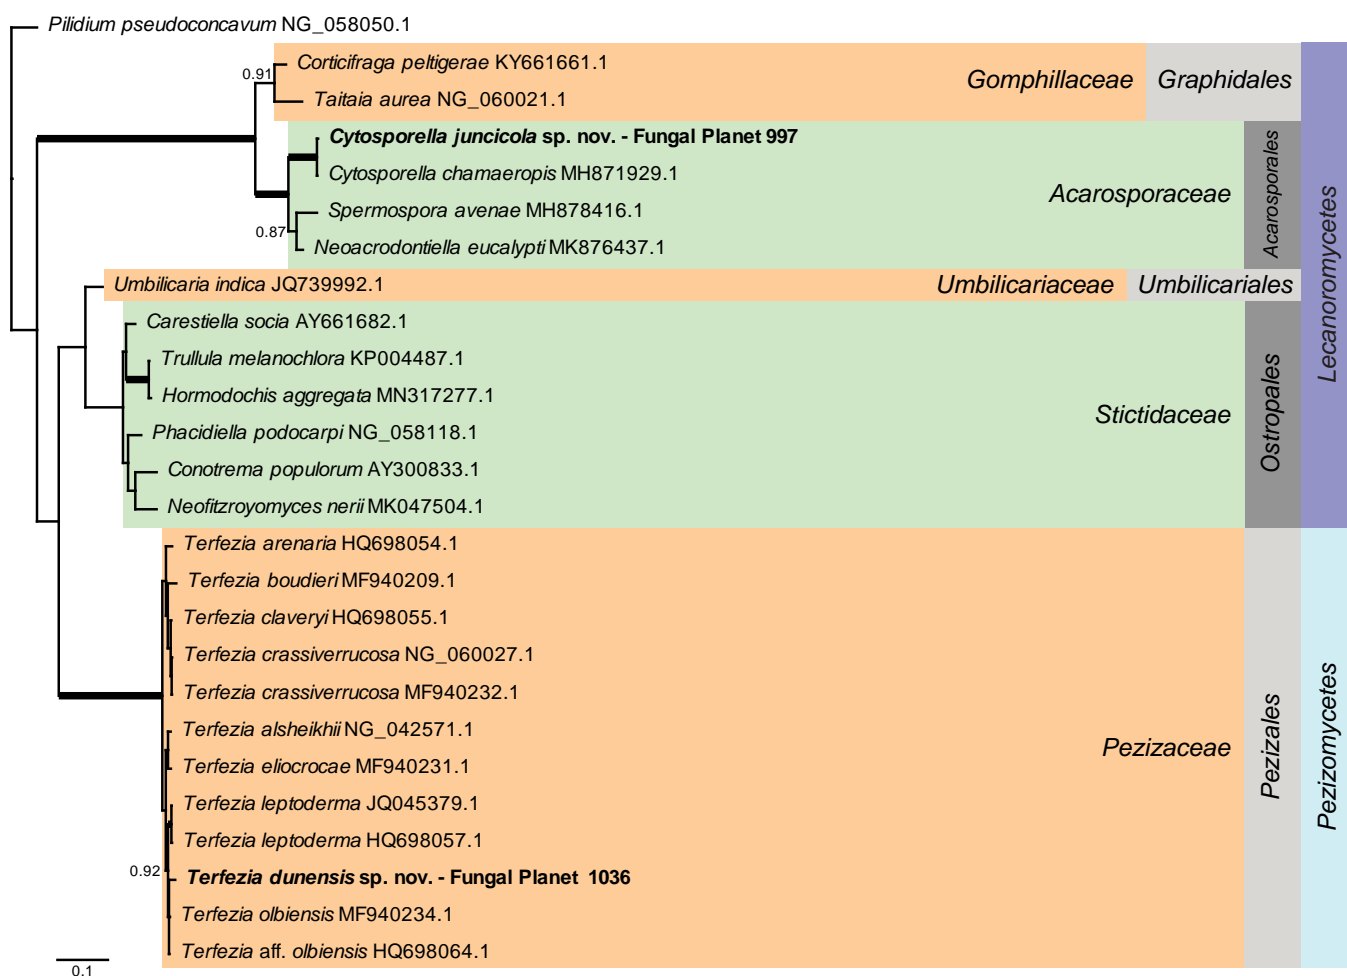 Pilidium pseudoconcavum NG_058050.1
Corticifraga peltigerae KY661661.1
0.91
Gomphillaceae
Graphidales
Taitaia aurea NG_060021.1
Cytosporella juncicola sp. nov. - Fungal Planet 997
Cytosporella chamaeropis MH871929.1
Acarosporaceae
Acarosporales
Lecanoromycetes
Spermospora avenae MH878416.1
0.87
Neoacrodontiella eucalypti MK876437.1
Umbilicaria indica JQ739992.1
Umbilicariaceae
Umbilicariales
Carestiella socia AY661682.1
Trullula melanochlora KP004487.1
Hormodochis aggregata MN317277.1
Stictidaceae
Ostropales
Phacidiella podocarpi NG_058118.1
Conotrema populorum AY300833.1
Neofitzroyomyces nerii MK047504.1
Terfezia arenaria HQ698054.1
Terfezia boudieri MF940209.1
Terfezia claveryi HQ698055.1
Terfezia crassiverrucosa NG_060027.1
Terfezia crassiverrucosa MF940232.1
Terfezia alsheikhii NG_042571.1
Pezizaceae
Pezizales
Pezizomycetes
Terfezia eliocrocae MF940231.1
Terfezia leptoderma JQ045379.1
Terfezia leptoderma HQ698057.1
0.92
Terfezia dunensis sp. nov. - Fungal Planet 1036
Terfezia olbiensis MF940234.1
Terfezia aff. olbiensis HQ698064.1
0.1